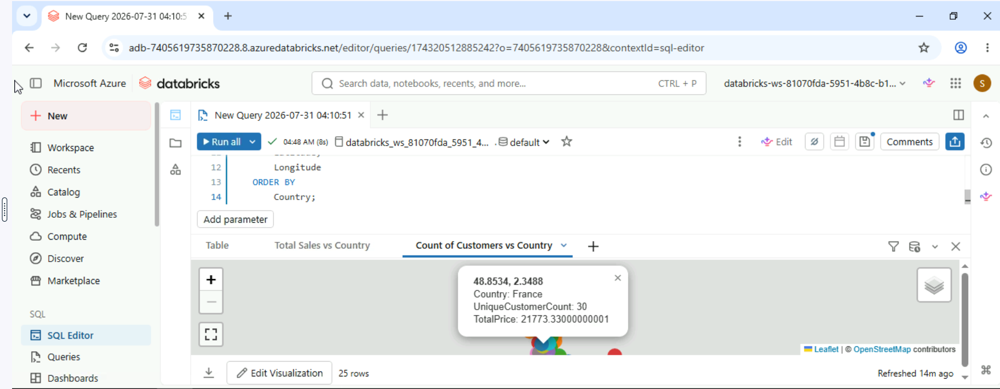 New Query 2026-07-31 04:10:5
adb-7405619735870228.8.azuredatabricks.net/editor/queries/174320512885242?o=7405619735870228&contextId=sql-editor
Microsoft Azure databricks
Search data, notebooks, recents, and more... CTRL + P
databricks-ws-81070fda-5951-4b8c-b1... S
New
Workspace
Recents
Catalog
Jobs & Pipelines
Compute
Discover
Marketplace
SQL
SQL Editor
Queries
Dashboards
New Query 2026-07-31 04:10:51
Run all 04:48 AM (8s) databricks_ws_81070fda_5951_4... . default Edit Comments
12 Longitude
13 ORDER BY
14 Country;
Add parameter
Table Total Sales vs Country Count of Customers vs Country
48.8534, 2.3488
Country: France
UniqueCustomerCount: 30
TotalPrice: 21773.33000000001
Leaflet | © OpenStreetMap contributors
Edit Visualization 25 rows Refreshed 14m ago